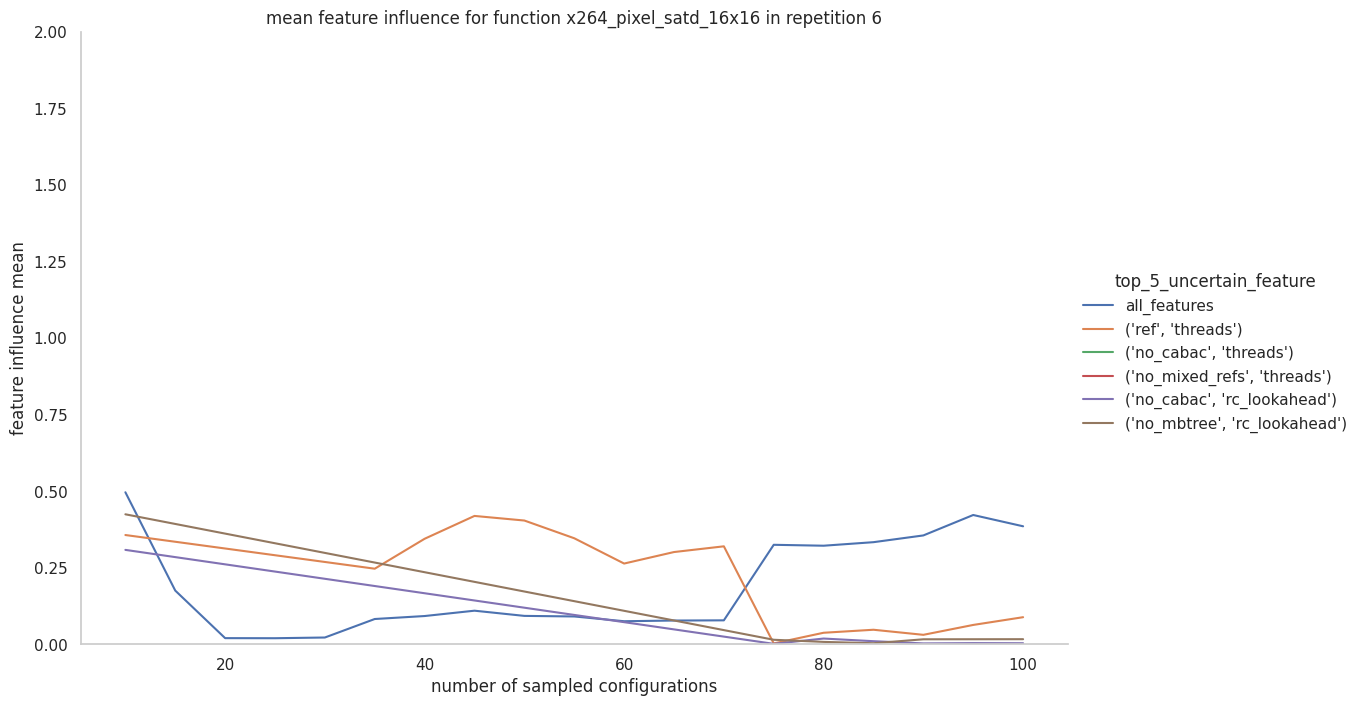 mean feature influence for function x264_pixel_satd_16x16 in repetition 6
2.00
1.75
1.50
1.25
1.00
0.75
0.50
0.25
0.00
feature influence mean
20 40 60 80 100
number of sampled configurations
top_5_uncertain_feature
all_features
('ref', 'threads')
('no_cabac', 'threads')
('no_mixed_refs', 'threads')
('no_cabac', 'rc_lookahead')
('no_mbtree', 'rc_lookahead')